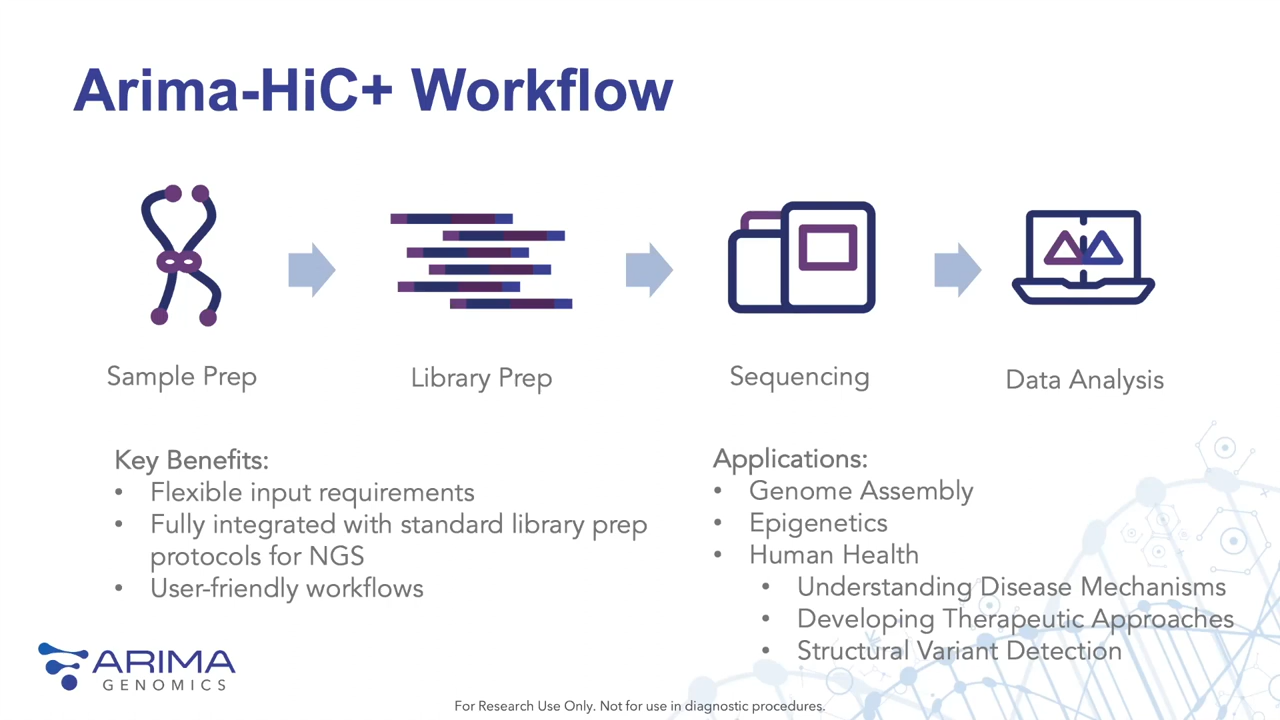 Arima-HiC+ Workflow
Sample Prep
Library Prep
Sequencing
Data Analysis
Key Benefits:
• Flexible input requirements
• Fully integrated with standard library prep
protocols for NGS
• User-friendly workflows
Applications:
• Genome Assembly
• Epigenetics
• Human Health
• Understanding Disease Mechanisms
• Developing Therapeutic Approaches
• Structural Variant Detection
ARIMA
GENOMICS
For Research Use Only. Not for use in diagnostic procedures.